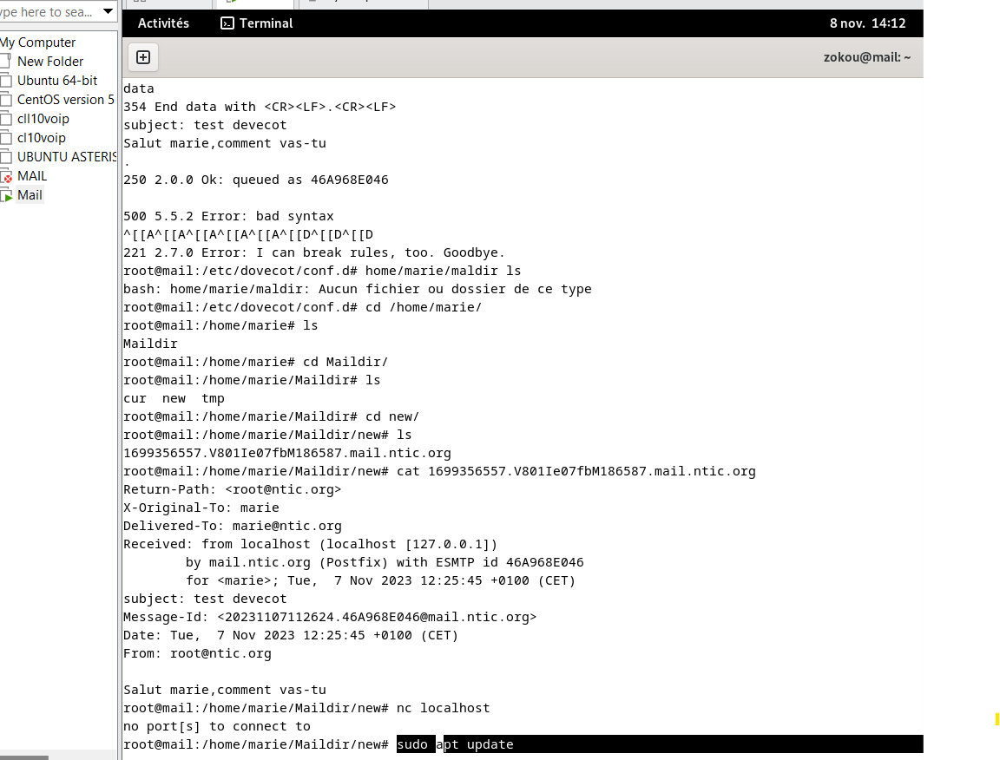 ype here to sea...
My Computer
New Folder
Ubuntu 64-bit
CentOS version 5
cll10voip
cl10voip
UBUNTU ASTERIS
MAIL
Mail
Activités Terminal 8 nov. 14:12
zokou@mail: ~
data
354 End data with <CR><LF>.<CR><LF>
subject: test devecot
Salut marie,comment vas-tu
.
250 2.0.0 Ok: queued as 46A968E046
500 5.5.2 Error: bad syntax
^[[A^[[A^[[A^[[A^[[A^[[D^[[D^[[D
221 2.7.0 Error: I can break rules, too. Goodbye.
root@mail:/etc/dovecot/conf.d# home/marie/maldir ls
bash: home/marie/maldir: Aucun fichier ou dossier de ce type
root@mail:/etc/dovecot/conf.d# cd /home/marie/
root@mail:/home/marie# ls
Maildir
root@mail:/home/marie# cd Maildir/
root@mail:/home/marie/Maildir# ls
cur  new  tmp
root@mail:/home/marie/Maildir# cd new/
root@mail:/home/marie/Maildir/new# ls
1699356557.V801Ie07fbM186587.mail.ntic.org
root@mail:/home/marie/Maildir/new# cat 1699356557.V801Ie07fbM186587.mail.ntic.org
Return-Path: <root@ntic.org>
X-Original-To: marie
Delivered-To: marie@ntic.org
Received: from localhost (localhost [127.0.0.1])
        by mail.ntic.org (Postfix) with ESMTP id 46A968E046
        for <marie>; Tue,  7 Nov 2023 12:25:45 +0100 (CET)
subject: test devecot
Message-Id: <20231107112624.46A968E046@mail.ntic.org>
Date: Tue,  7 Nov 2023 12:25:45 +0100 (CET)
From: root@ntic.org
Salut marie,comment vas-tu
root@mail:/home/marie/Maildir/new# nc localhost
no port[s] to connect to
root@mail:/home/marie/Maildir/new# sudo apt update